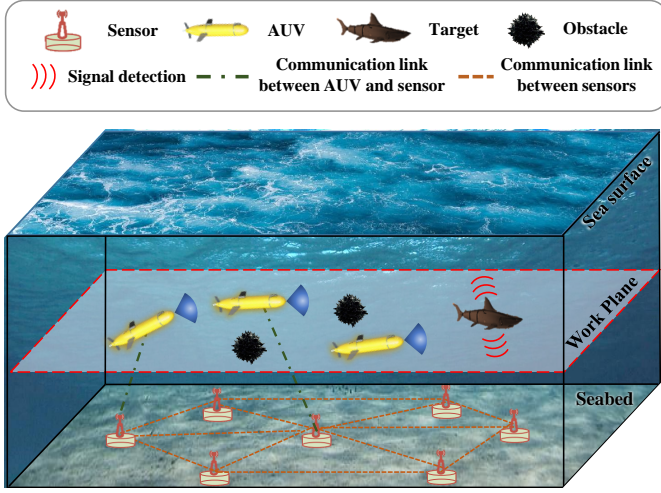 Sensor
AUV
Target
Obstacle
Signal detection
Communication link
between AUV and sensor
Communication link
between sensors
Sea surface
Work Plane
Seabed